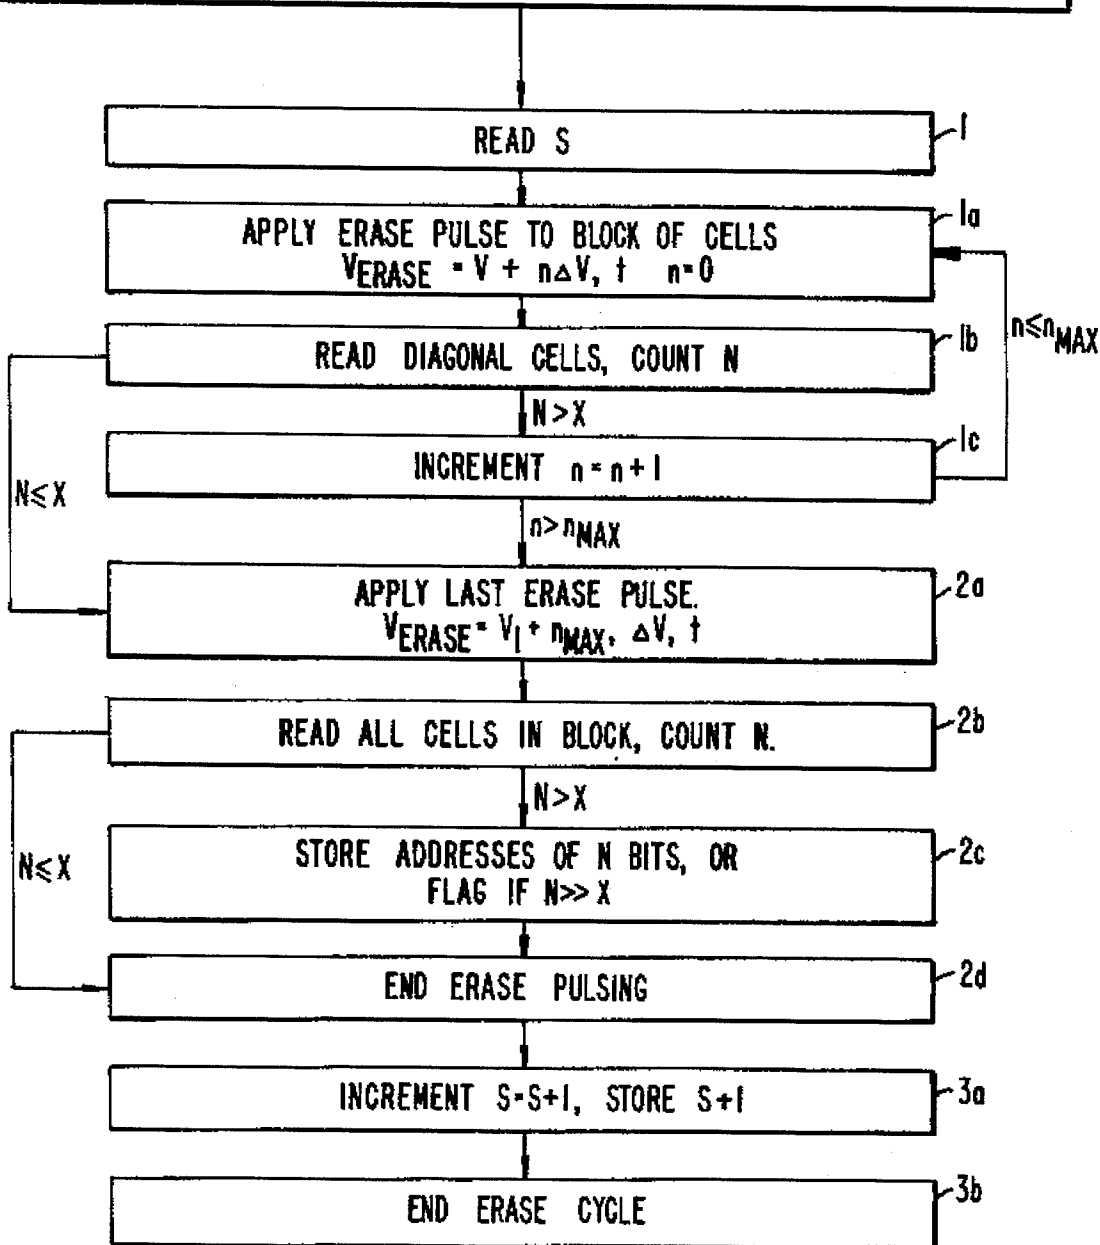 READ S
1
APPLY ERASE PULSE TO BLOCK OF CELLS
VERASE = V + n△V, t n=0
1a
READ DIAGONAL CELLS, COUNT N
1b
n≤nMAX
N>X
INCREMENT n=n+1
1c
N≤X
n>nMAX
APPLY LAST ERASE PULSE.
VERASE= V1+ nMAX, △V, t
2a
READ ALL CELLS IN BLOCK, COUNT N.
2b
N>X
STORE ADDRESSES OF N BITS, OR
FLAG IF N>>X
2c
N≤X
END ERASE PULSING
2d
INCREMENT S=S+1, STORE S+1
3a
END ERASE CYCLE
3b